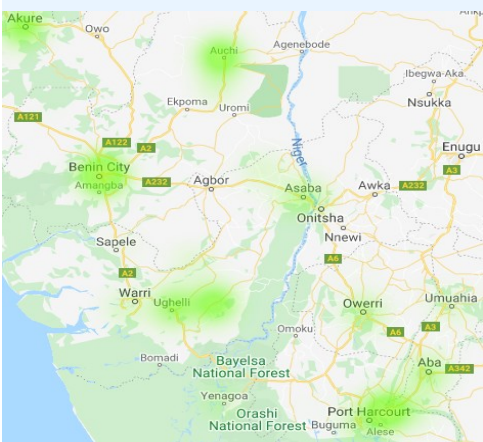 Akure
Owo
Ankp
Auchi
Agenebode
Ibegwa-Aka
Ekpoma
Uromi
Nsukka
A121
A122
A2
Niger
Enugu
A3
Benin City
Amangba
A232
Agbor
Asaba
Awka
A232
Onitsha
Nnewi
Sapele
A6
A2
Warri
Ughelli
Owerri
Umuahia
Omoku
A6
A3
Bomadi
Bayelsa
National Forest
Aba
A342
Yenagoa
Orashi
National Forest
Port Harcourt
Buguma
Alese